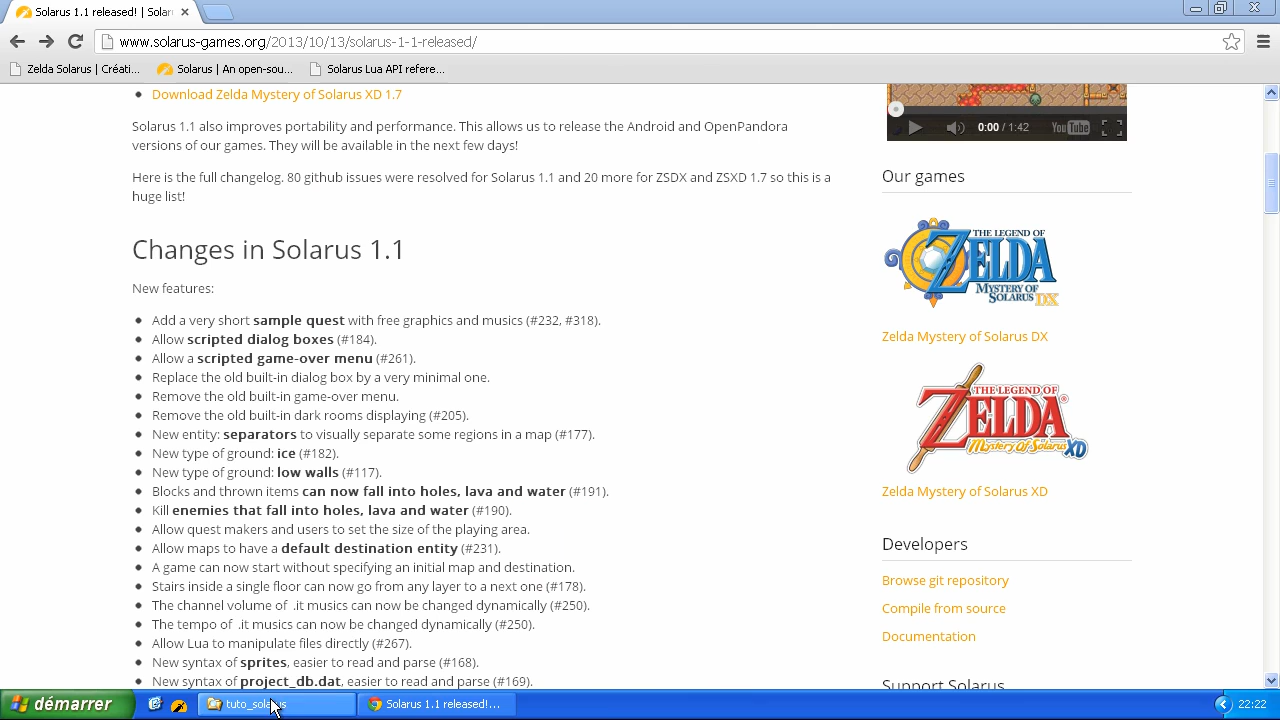 Solarus 1.1 released! | Solar
www.solarus-games.org/2013/10/13/solarus-1-1-released/
Zelda Solarus | Créati...
Solarus | An open-sou...
Solarus Lua API refere...
Download Zelda Mystery of Solarus XD 1.7
Solarus 1.1 also improves portability and performance. This allows us to release the Android and OpenPandora
versions of our games. They will be available in the next few days!
Here is the full changelog. 80 github issues were resolved for Solarus 1.1 and 20 more for ZSDX and ZSXD 1.7 so this is a
huge list!
Changes in Solarus 1.1
New features:
Add a very short sample quest with free graphics and musics (#232, #318).
Allow scripted dialog boxes (#184).
Allow a scripted game-over menu (#261).
Replace the old built-in dialog box by a very minimal one.
Remove the old built-in game-over menu.
Remove the old built-in dark rooms displaying (#205).
New entity: separators to visually separate some regions in a map (#177).
New type of ground: ice (#182).
New type of ground: low walls (#117).
Blocks and thrown items can now fall into holes, lava and water (#191).
Kill enemies that fall into holes, lava and water (#190).
Allow quest makers and users to set the size of the playing area.
Allow maps to have a default destination entity (#231).
A game can now start without specifying an initial map and destination.
Stairs inside a single floor can now go from any layer to a next one (#178).
The channel volume of .it musics can now be changed dynamically (#250).
The tempo of .it musics can now be changed dynamically (#250).
Allow Lua to manipulate files directly (#267).
New syntax of sprites, easier to read and parse (#168).
New syntax of project_db.dat, easier to read and parse (#169).
0:00 / 1:42
YouTube
Our games
THE LEGEND OF
ZELDA
MYSTERY OF
SOLARUS DX
Zelda Mystery of Solarus DX
THE LEGEND OF
ZELDA
Mystery Of Solarus XD
Zelda Mystery of Solarus XD
Developers
Browse git repository
Compile from source
Documentation
Support Solarus
démarrer
tuto_solarus
Solarus 1.1 released!...
22:22